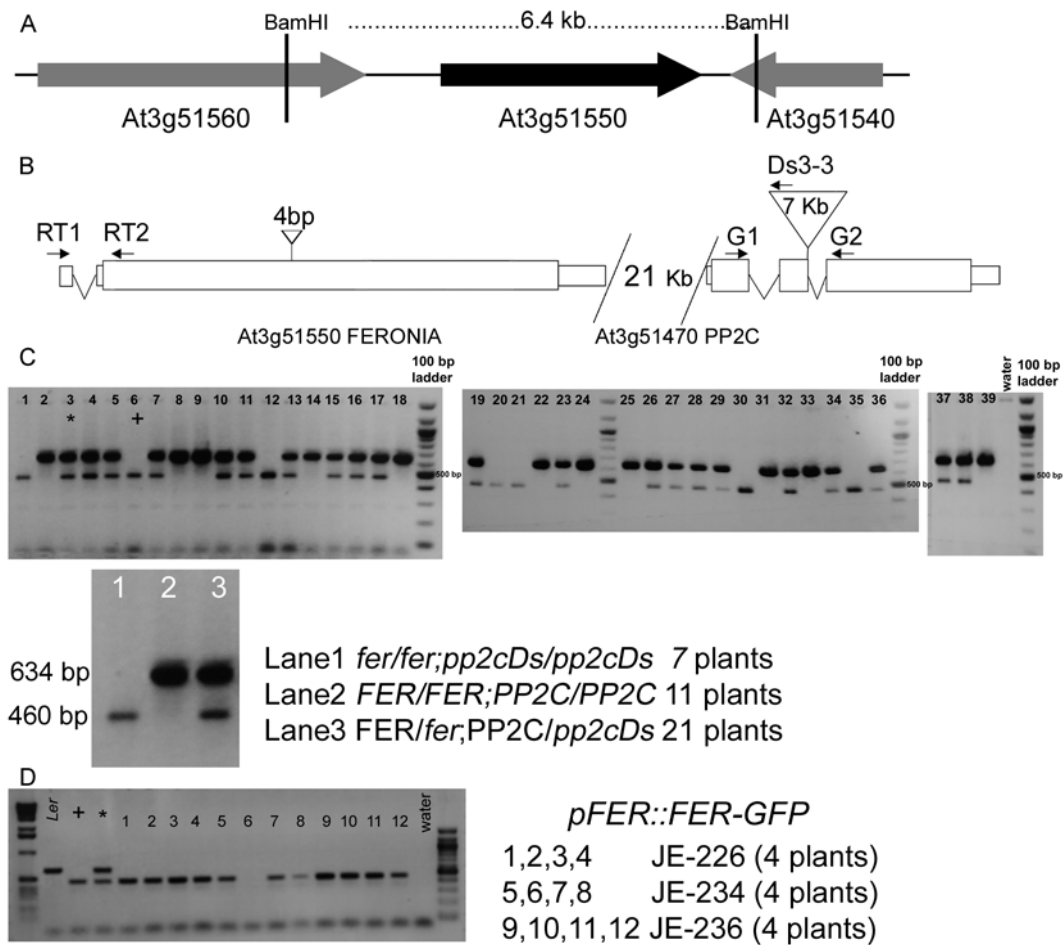 A
BamHI
6.4 kb
BamHI
At3g51560
At3g51550
At3g51540
B
Ds3-3
4bp
7 Kb
RT1
RT2
G1
G2
21 Kb
At3g51550 FERONIA
At3g51470 PP2C
C
100 bp
ladder
100 bp
ladder
water
100 bp
ladder
1 2 3 4 5 6 7 8 9 10 11 12 13 14 15 16 17 18
* +
500 bp
19 20 21 22 23 24 25 26 27 28 29 30 31 32 33 34 35 36
500 bp
37 38 39
500 bp
1 2 3
634 bp
460 bp
Lane1 fer/fer;pp2cDs/pp2cDs 7 plants
Lane2 FER/FER;PP2C/PP2C 11 plants
Lane3 FER/fer;PP2C/pp2cDs 21 plants
D
Ler + * 1 2 3 4 5 6 7 8 9 10 11 12 water
pFER::FER-GFP
1,2,3,4 JE-226 (4 plants)
5,6,7,8 JE-234 (4 plants)
9,10,11,12 JE-236 (4 plants)